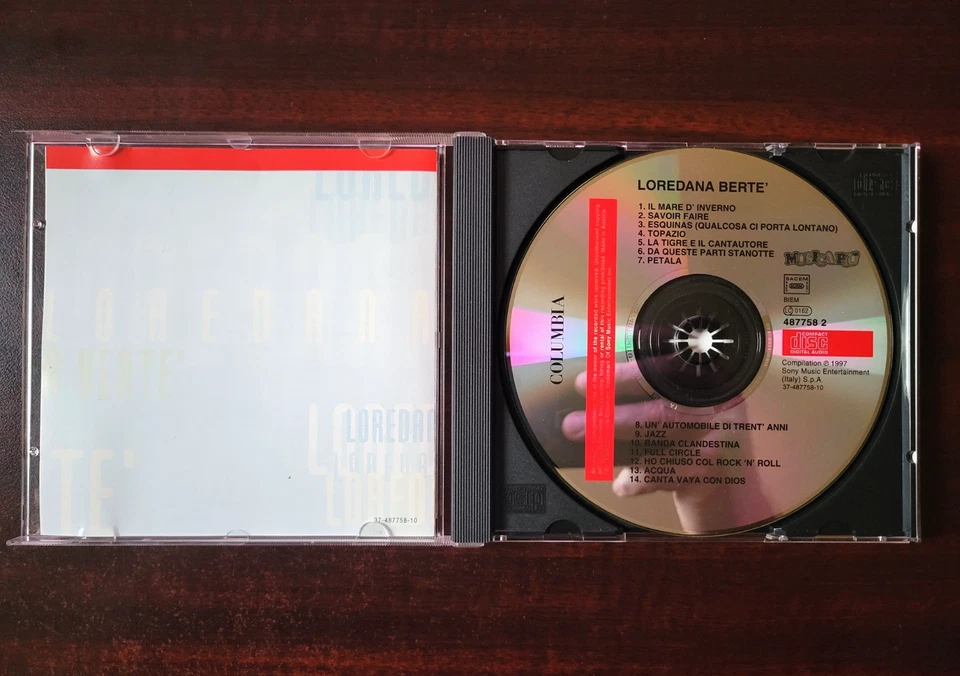 LOREDANA
LOREDANA
TE'
37-487758-10
LOREDANA BERTE'
1. IL MARE D' INVERNO
2. SAVOIR FAIRE
3. ESQUINAS (QUALCOSA CI PORTA LONTANO)
4. TOPAZIO
5. LA TIGRE E IL CANTAUTORE
6. DA QUESTE PARTI STANOTTE
7. PETALA
COLUMBIA
SACEM
BIEM
LC 0162
487758 2
COMPACT
disc
DIGITAL AUDIO
Compilation ℗ 1997
Sony Music Entertainment
(Italy) S.p.A
37-487758-10
8. UN' AUTOMOBILE DI TRENT' ANNI
9. JAZZ
10. BANDA CLANDESTINA
11. FULL CIRCLE
12. HO CHIUSO COL ROCK 'N' ROLL
13. ACQUA
14. CANTA VAYA CON DIOS